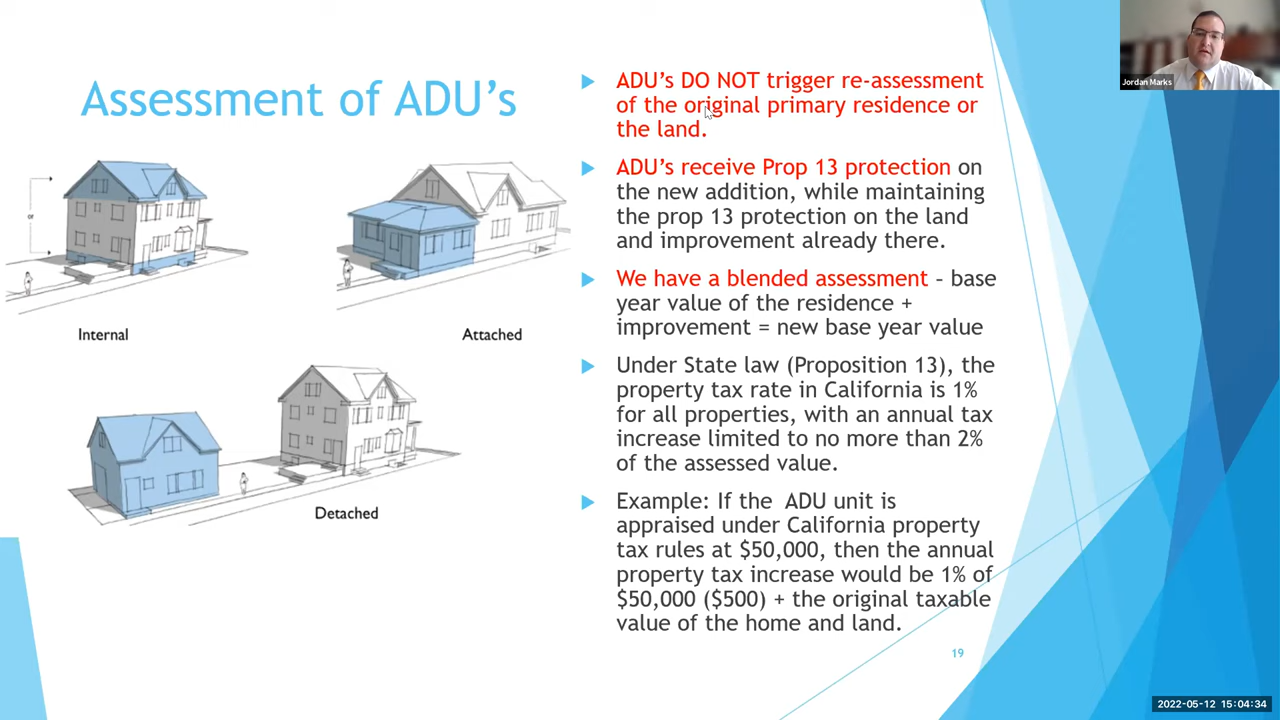 Assessment of ADU's
or
Internal
Attached
Detached
ADU's DO NOT trigger re-assessment
of the original primary residence or
the land.
ADU's receive Prop 13 protection on
the new addition, while maintaining
the prop 13 protection on the land
and improvement already there.
We have a blended assessment – base
year value of the residence +
improvement = new base year value
Under State law (Proposition 13), the
property tax rate in California is 1%
for all properties, with an annual tax
increase limited to no more than 2%
of the assessed value.
Example: If the ADU unit is
appraised under California property
tax rules at $50,000, then the annual
property tax increase would be 1% of
$50,000 ($500) + the original taxable
value of the home and land.
19
Jordan Marks
2022-05-12 15:04:34